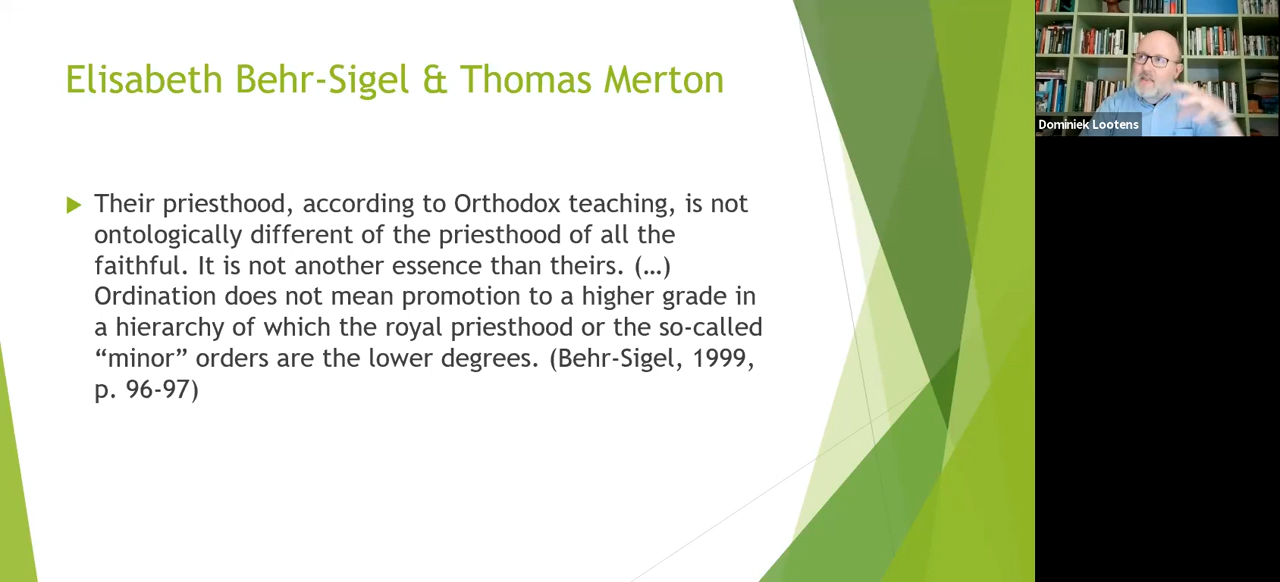 Elisabeth Behr-Sigel & Thomas Merton
Their priesthood, according to Orthodox teaching, is not
ontologically different of the priesthood of all the
faithful. It is not another essence than theirs. (…)
Ordination does not mean promotion to a higher grade in
a hierarchy of which the royal priesthood or the so-called
“minor” orders are the lower degrees. (Behr-Sigel, 1999,
p. 96-97)
Dominiek Lootens